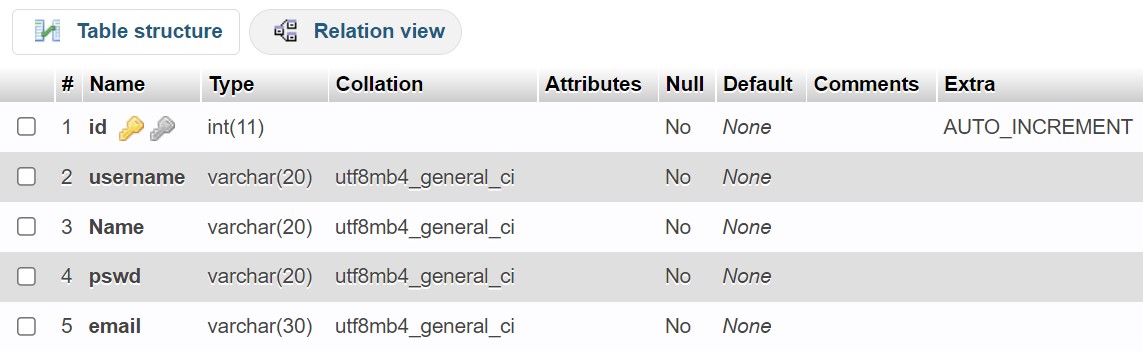 Table structure Relation view
# Name Type Collation Attributes Null Default Comments Extra
1 id int(11) No None AUTO_INCREMENT
2 username varchar(20) utf8mb4_general_ci No None
3 Name varchar(20) utf8mb4_general_ci No None
4 pswd varchar(20) utf8mb4_general_ci No None
5 email varchar(30) utf8mb4_general_ci No None